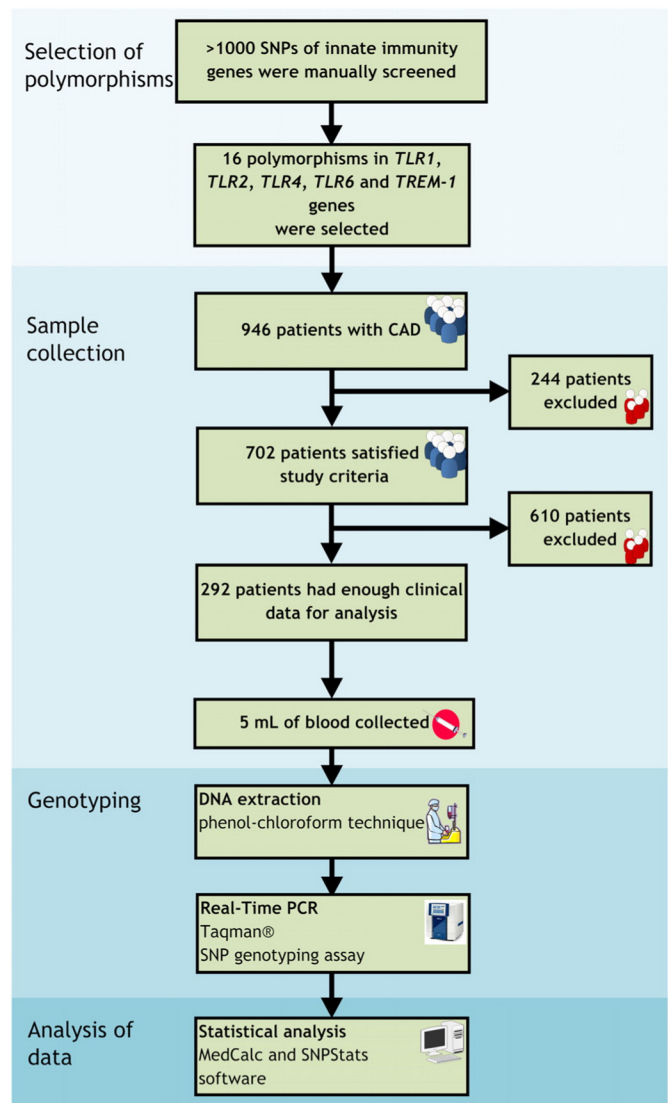 Selection of
polymorphisms
>1000 SNPs of innate immunity
genes were manually screened
16 polymorphisms in TLR1,
TLR2, TLR4, TLR6 and TREM-1
genes
were selected
Sample
collection
946 patients with CAD
244 patients
excluded
702 patients satisfied
study criteria
610 patients
excluded
292 patients had enough clinical
data for analysis
5 mL of blood collected
Genotyping
DNA extraction
phenol-chloroform technique
Real-Time PCR
Taqman®
SNP genotyping assay
Analysis of
data
Statistical analysis
MedCalc and SNPStats
software